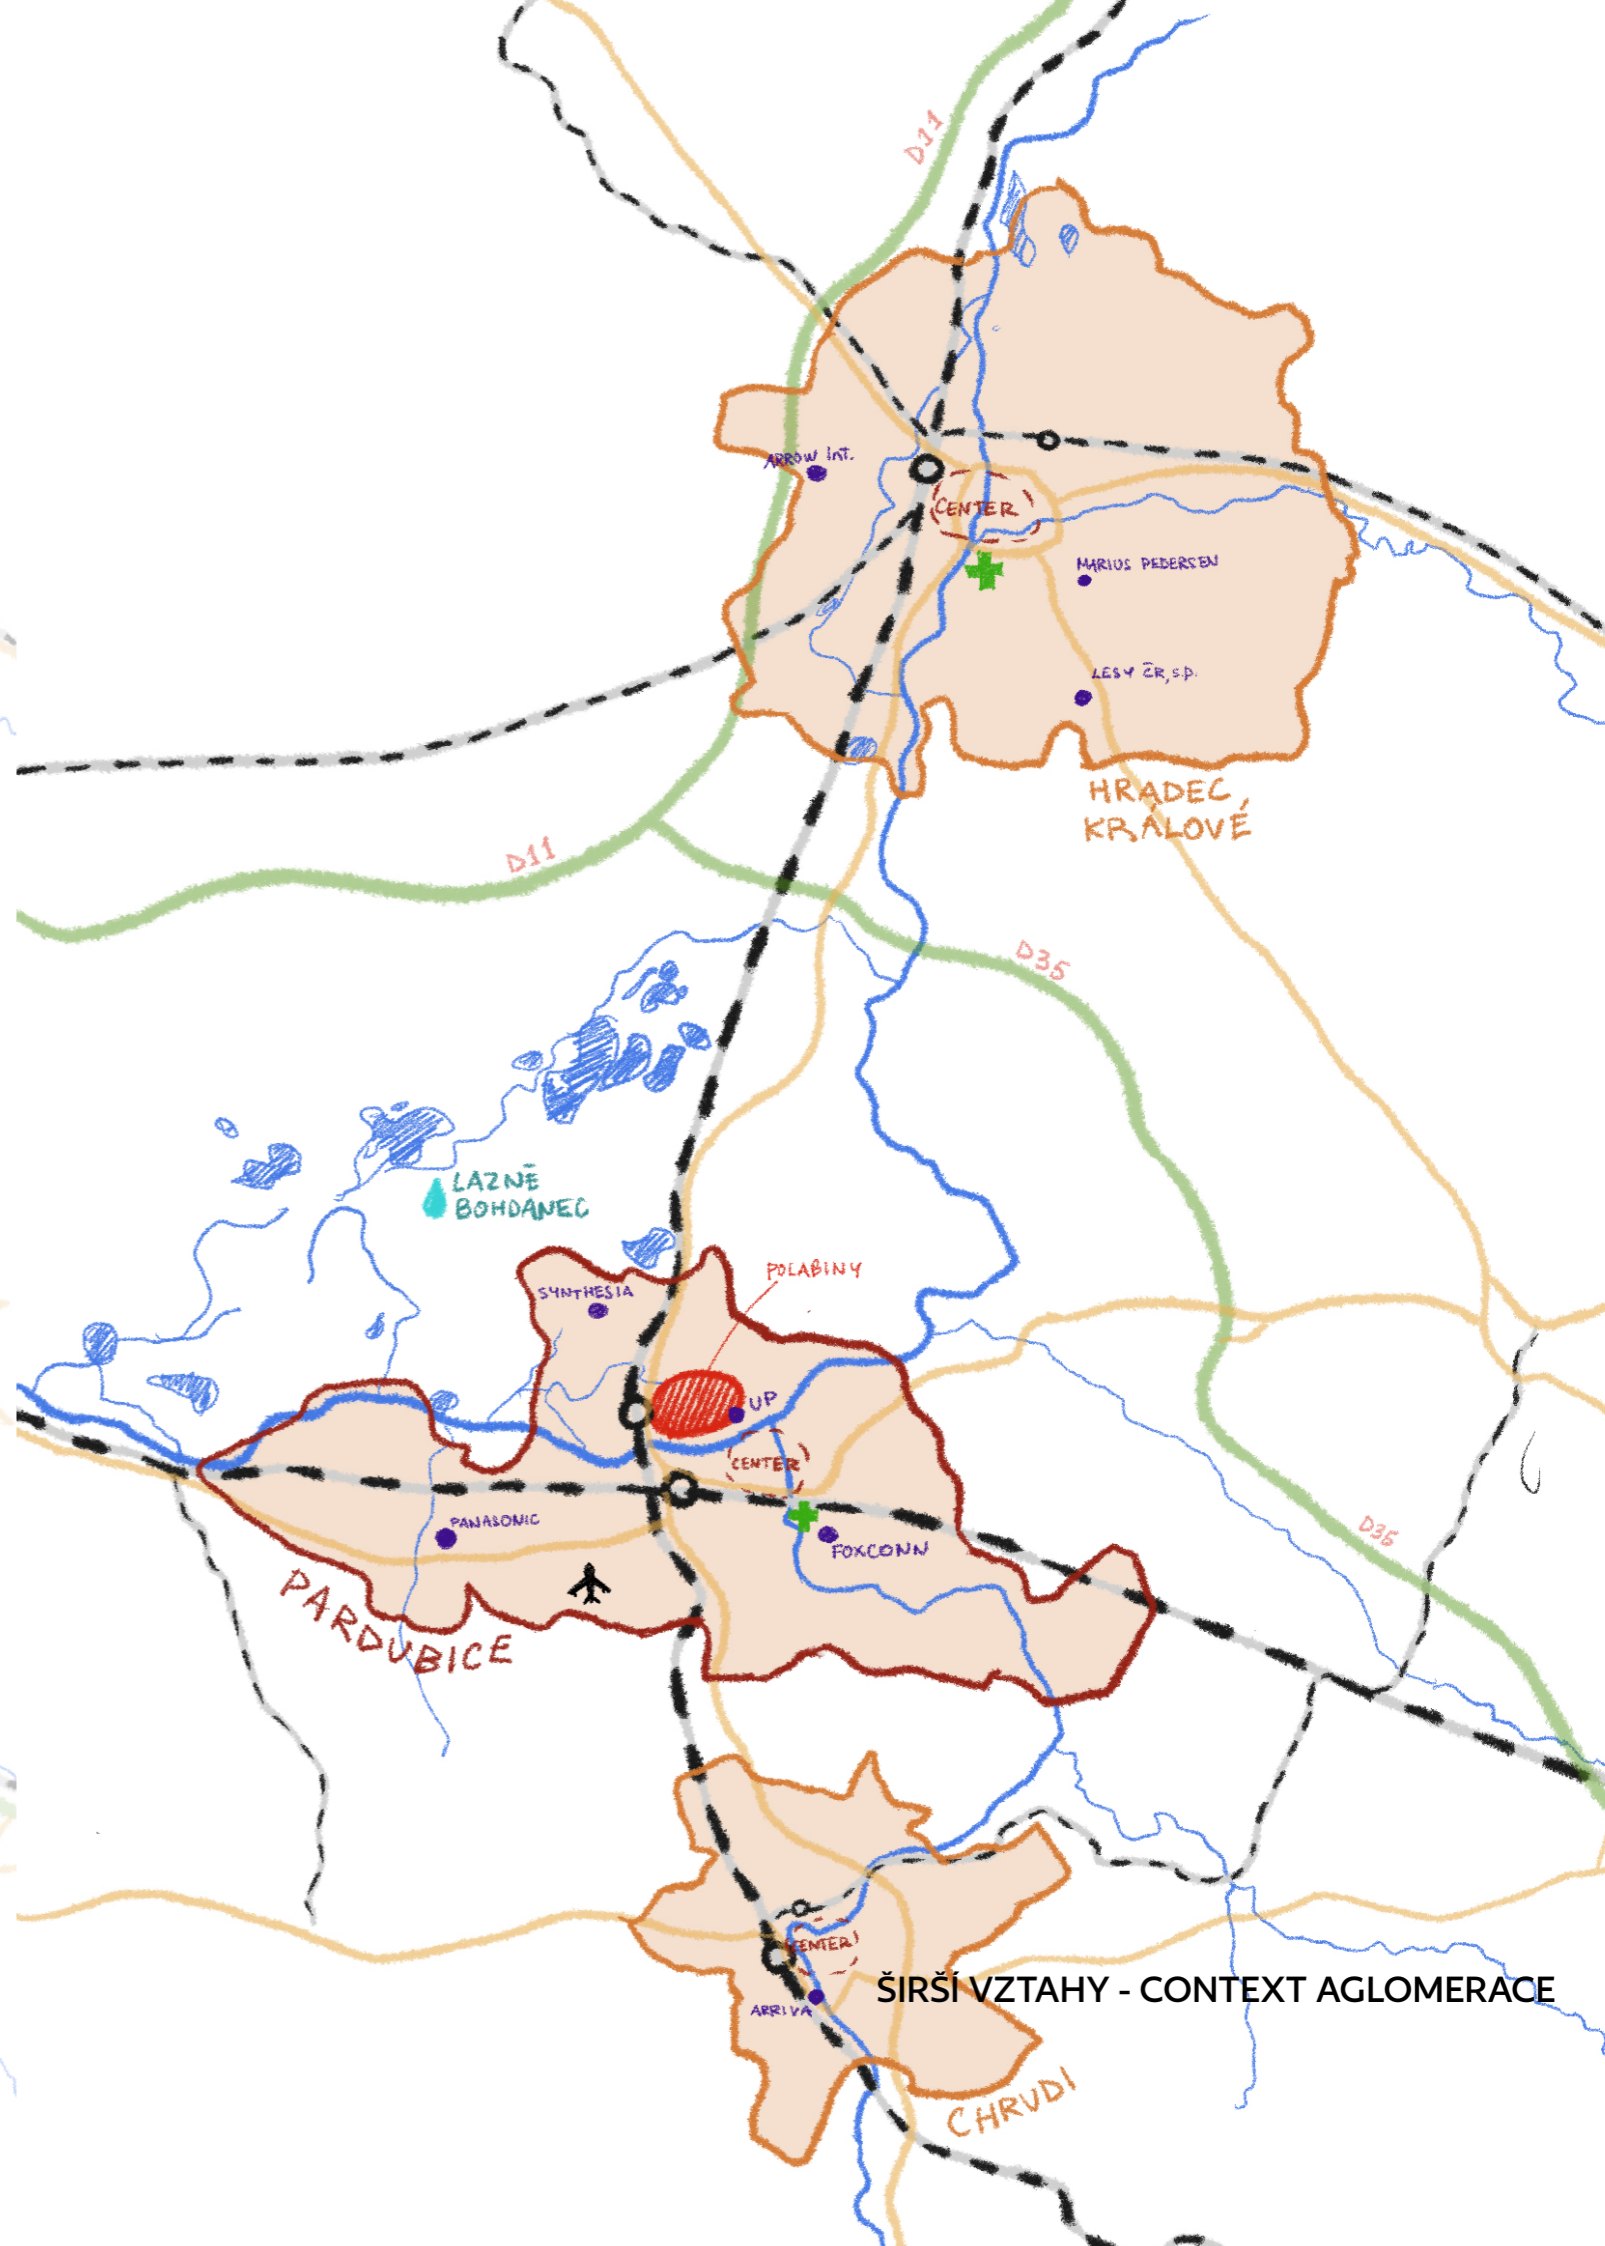 D11
ARROW Int.
CENTER
MARIUS PEDERSEN
LESY ČR, s.p.
HRADEC
KRÁLOVÉ
D11
D35
LAZNĚ
BOHDANEC
POLABINY
SYNTHESIA
UP
CENTER
PANASONIC
FOXCONN
D35
PARDUBICE
CENTER
ŠIRŠÍ VZTAHY - CONTEXT AGLOMERACE
ARRIVA
CHRUDI